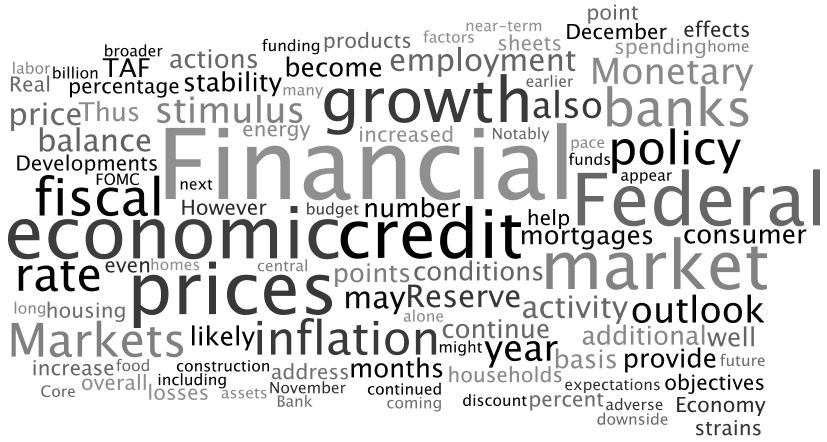 near-term point
December effects
broader funding products factors sheets spending home
labor billion TAF actions become employment Monetary
Real percentage stability many earlier
price Thus stimulus growth also banks
balance energy increased Notably pace policy
Developments Financial funds
FOMC next appear
fiscal However budget number help Federal
economic credit mortgages consumer
rate even homes central points conditions market
prices may Reserve activity outlook
long housing alone
Markets likely inflation continue additional well
might year basis provide future
increase food construction address months households
Core overall including expectations objectives
losses assets November continued
Bank coming discount percent adverse Economy
downside strains